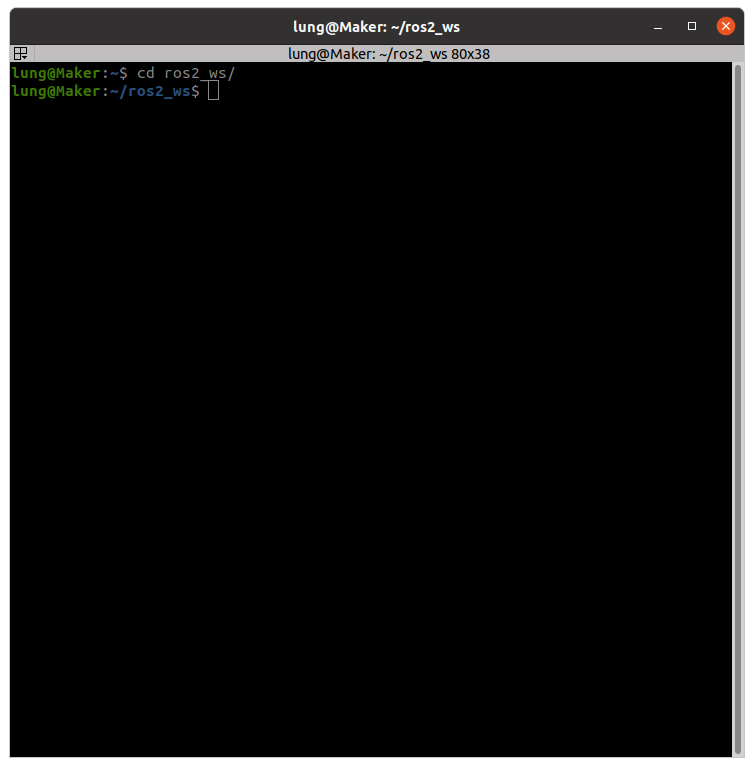 lung@Maker: ~/ros2_ws
lung@Maker: ~/ros2_ws 80x38
lung@Maker:~$ cd ros2_ws/
lung@Maker:~/ros2_ws$